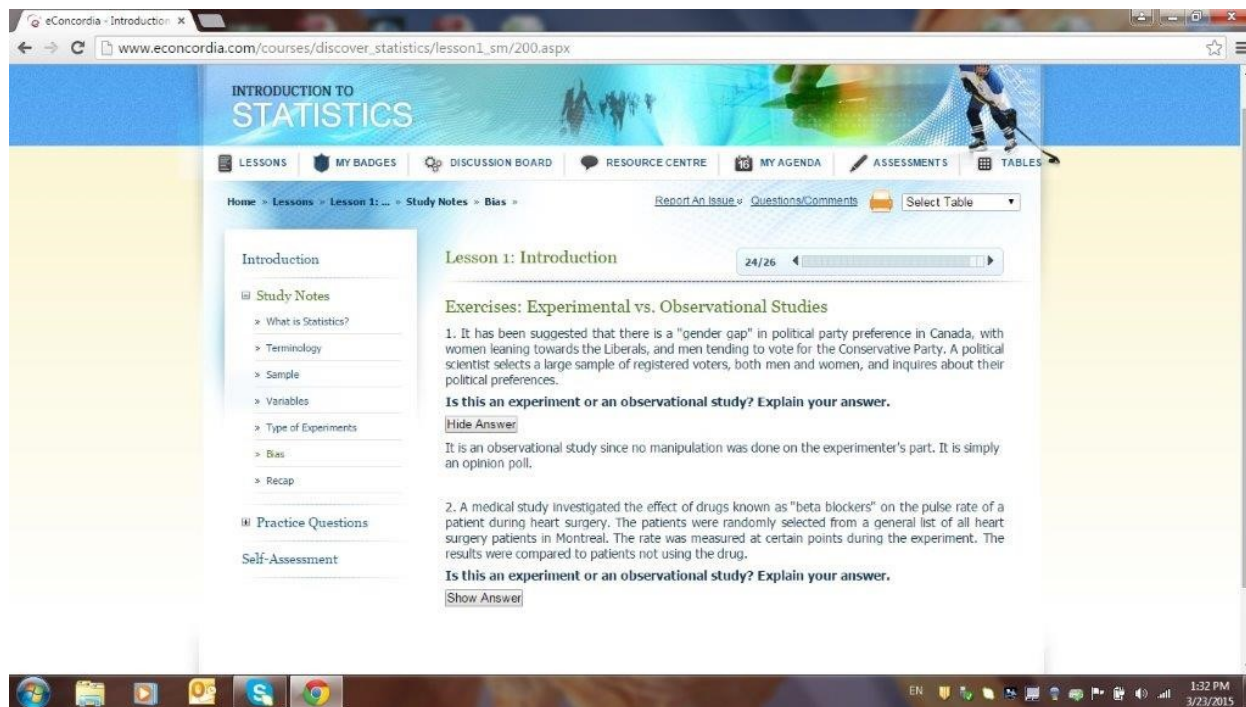 eConcordia - Introduction
www.econcordia.com/courses/discover_statistics/lesson1_sm/200.aspx
INTRODUCTION TO
STATISTICS
LESSONS MY BADGES DISCUSSION BOARD RESOURCE CENTRE 16 MY AGENDA ASSESSMENTS TABLES
Home » Lessons » Lesson 1: ... » Study Notes » Bias » Report An Issue Questions/Comments Select Table
Introduction
Lesson 1: Introduction 24/26
Study Notes
» What is Statistics?
» Terminology
» Sample
» Variables
» Type of Experiments
» Bias
» Recap
Practice Questions
Self-Assessment
Exercises: Experimental vs. Observational Studies
1. It has been suggested that there is a "gender gap" in political party preference in Canada, with
women leaning towards the Liberals, and men tending to vote for the Conservative Party. A political
scientist selects a large sample of registered voters, both men and women, and inquires about their
political preferences.
Is this an experiment or an observational study? Explain your answer.
Hide Answer
It is an observational study since no manipulation was done on the experimenter's part. It is simply
an opinion poll.
2. A medical study investigated the effect of drugs known as "beta blockers" on the pulse rate of a
patient during heart surgery. The patients were randomly selected from a general list of all heart
surgery patients in Montreal. The rate was measured at certain points during the experiment. The
results were compared to patients not using the drug.
Is this an experiment or an observational study? Explain your answer.
Show Answer
EN
1:32 PM
3/23/2015